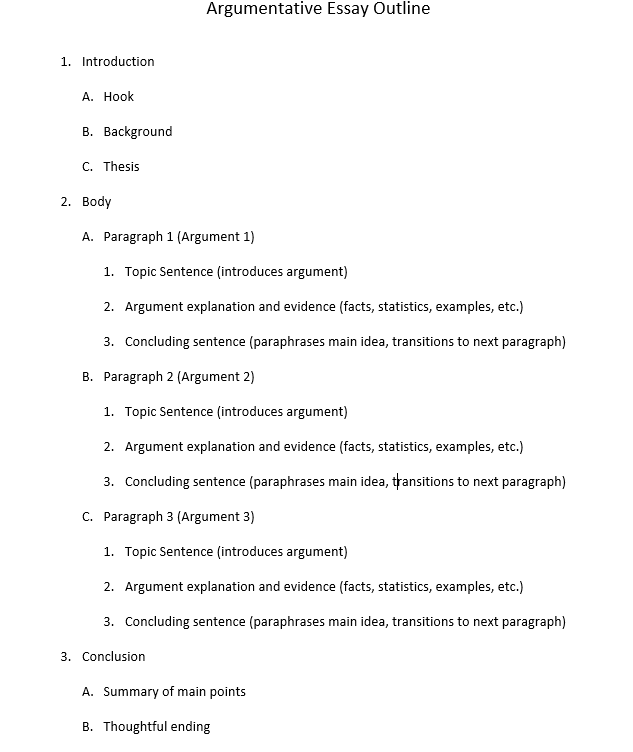 Argumentative Essay Outline
1. Introduction
A. Hook
B. Background
C. Thesis
2. Body
A. Paragraph 1 (Argument 1)
1. Topic Sentence (introduces argument)
2. Argument explanation and evidence (facts, statistics, examples, etc.)
3. Concluding sentence (paraphrases main idea, transitions to next paragraph)
B. Paragraph 2 (Argument 2)
1. Topic Sentence (introduces argument)
2. Argument explanation and evidence (facts, statistics, examples, etc.)
3. Concluding sentence (paraphrases main idea, transitions to next paragraph)
C. Paragraph 3 (Argument 3)
1. Topic Sentence (introduces argument)
2. Argument explanation and evidence (facts, statistics, examples, etc.)
3. Concluding sentence (paraphrases main idea, transitions to next paragraph)
3. Conclusion
A. Summary of main points
B. Thoughtful ending